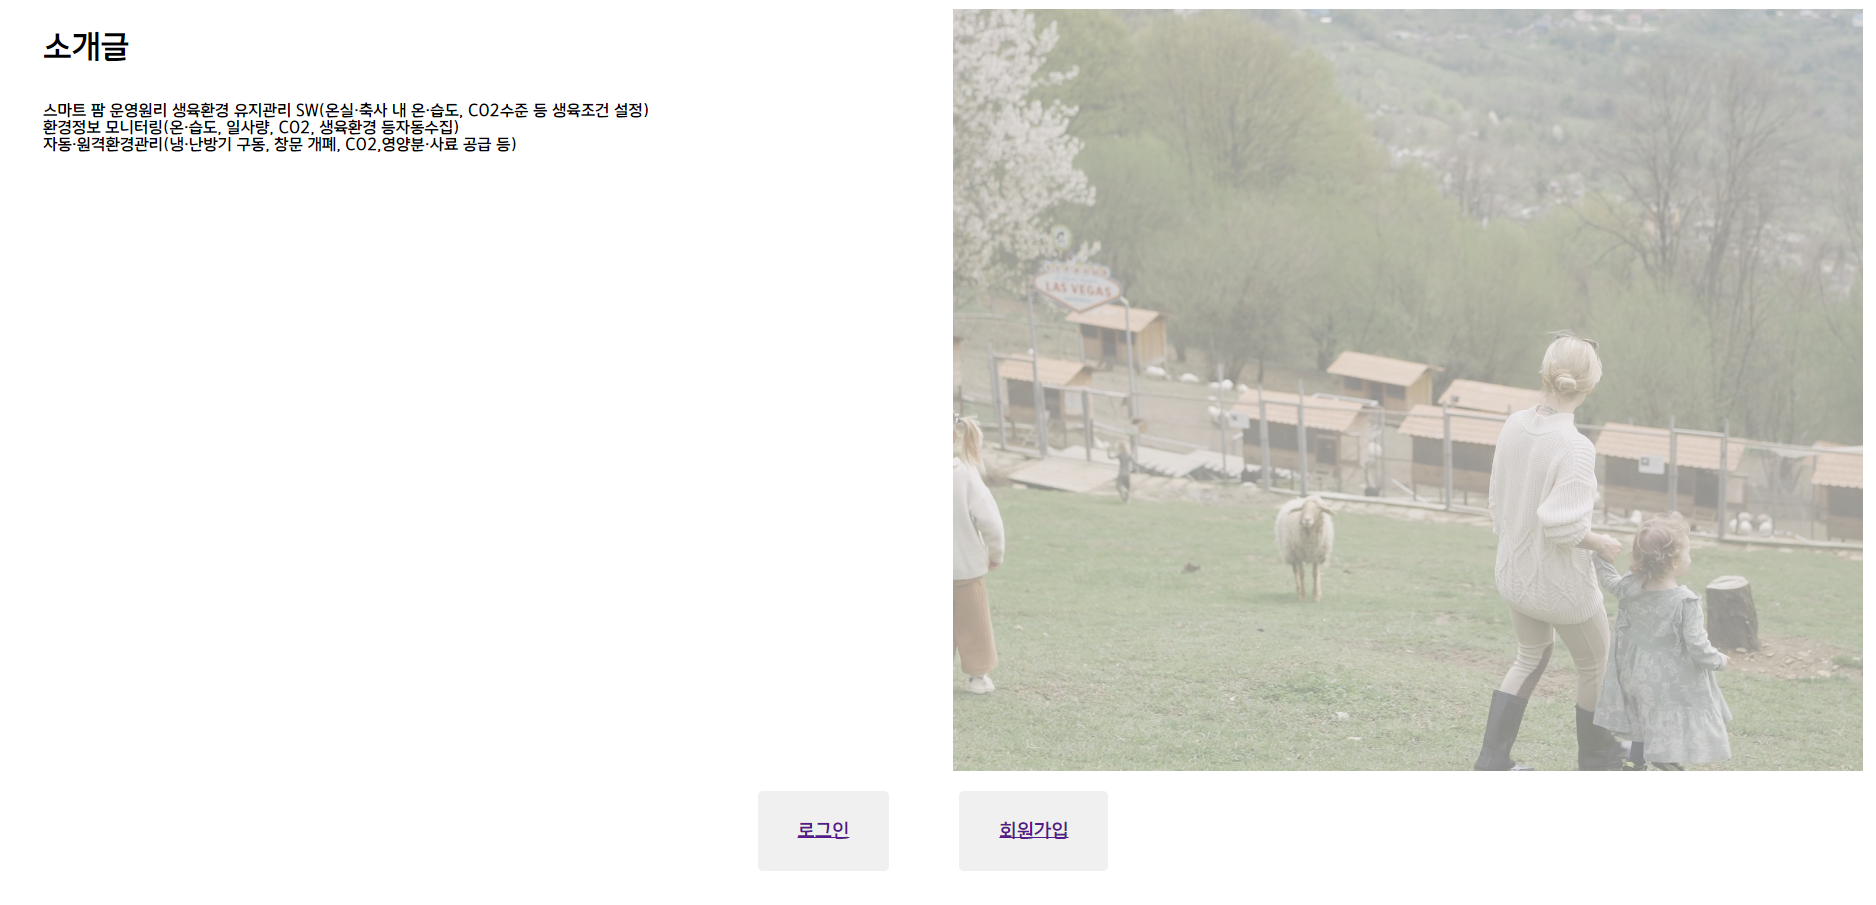 소개글
스마트 팜 운영원리 생육환경 유지관리 SW(온실·축사 내 온·습도, CO2수준 등 생육조건 설정)
환경정보 모니터링(온·습도, 일사량, CO2, 생육환경 등자동수집)
자동·원격환경관리(냉·난방기 구동, 창문 개폐, CO2,영양분·사료 공급 등)
LAS VEGAS
로그인
회원가입